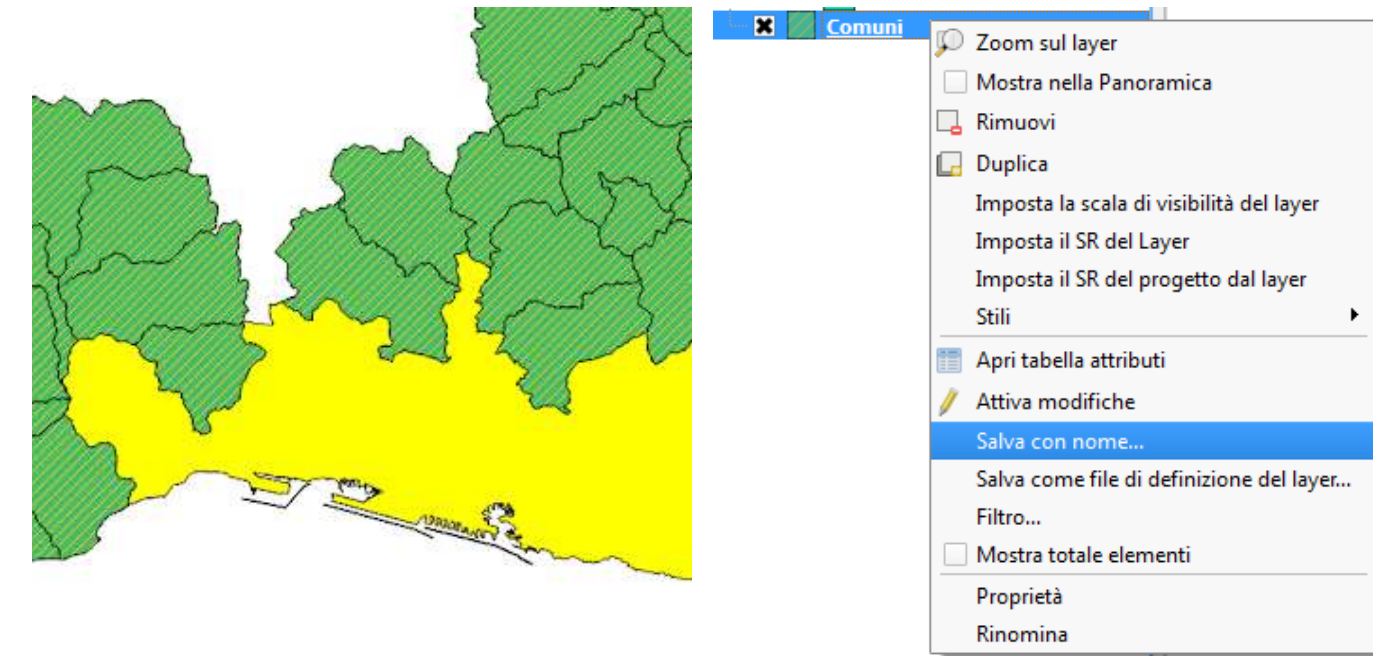 Comuni
Zoom sul layer
Mostra nella Panoramica
Rimuovi
Duplica
Imposta la scala di visibilità del layer
Imposta il SR del Layer
Imposta il SR del progetto dal layer
Stili
Apri tabella attributi
Attiva modifiche
Salva con nome...
Salva come file di definizione del layer...
Filtro...
Mostra totale elementi
Proprietà
Rinomina